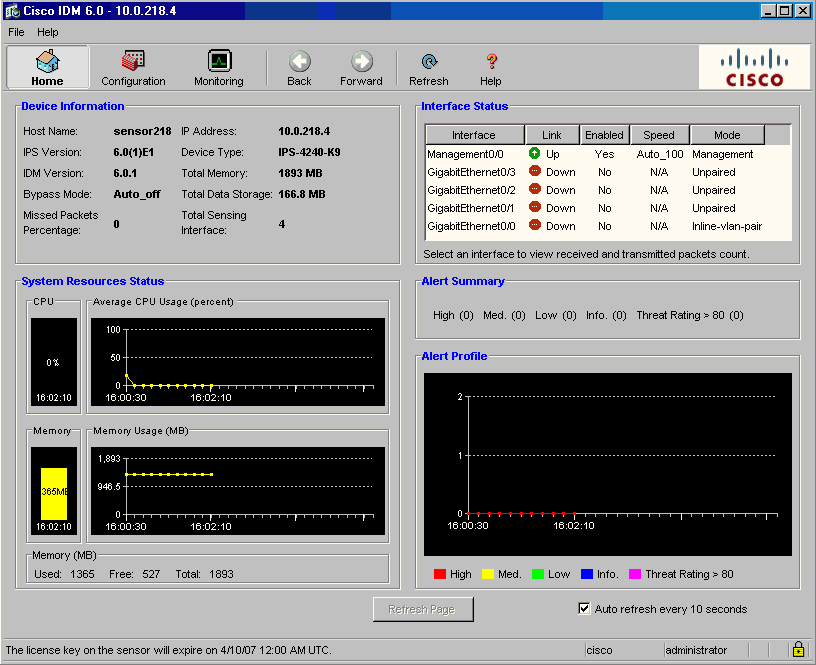 Cisco IDM 6.0 - 10.0.218.4
File Help
Home Configuration Monitoring Back Forward Refresh Help
CISCO
Device Information
Host Name: sensor218 IP Address: 10.0.218.4
IPS Version: 6.0(1)E1 Device Type: IPS-4240-K9
IDM Version: 6.0.1 Total Memory: 1893 MB
Bypass Mode: Auto_off Total Data Storage: 166.8 MB
Missed Packets Percentage: 0 Total Sensing Interface: 4
Interface Status
Interface Link Enabled Speed Mode
Management0/0 Up Yes Auto_100 Management
GigabitEthernet0/3 Down No N/A Unpaired
GigabitEthernet0/2 Down No N/A Unpaired
GigabitEthernet0/1 Down No N/A Unpaired
GigabitEthernet0/0 Down No N/A Inline-vlan-pair
Select an interface to view received and transmitted packets count.
System Resources Status
CPU
0 %
16:02:10
Average CPU Usage (percent)
100
50
0
16:00:30 16:02:10
Memory
365MB
16:02:10
Memory Usage (MB)
1,893
946.5
0
16:00:30 16:02:10
Memory (MB)
Used: 1365 Free: 527 Total: 1893
Alert Summary
High (0) Med. (0) Low (0) Info. (0) Threat Rating > 80 (0)
Alert Profile
2
1
0
16:00:30 16:02:10
High Med. Low Info. Threat Rating > 80
Refresh Page
Auto refresh every 10 seconds
The license key on the sensor will expire on 4/10/07 12:00 AM UTC.
cisco administrator